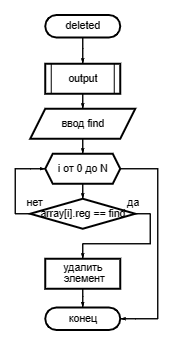 deleted
output
ввод find
i от 0 до N
нет
да
array[i].reg == find
удалить
элемент
конец